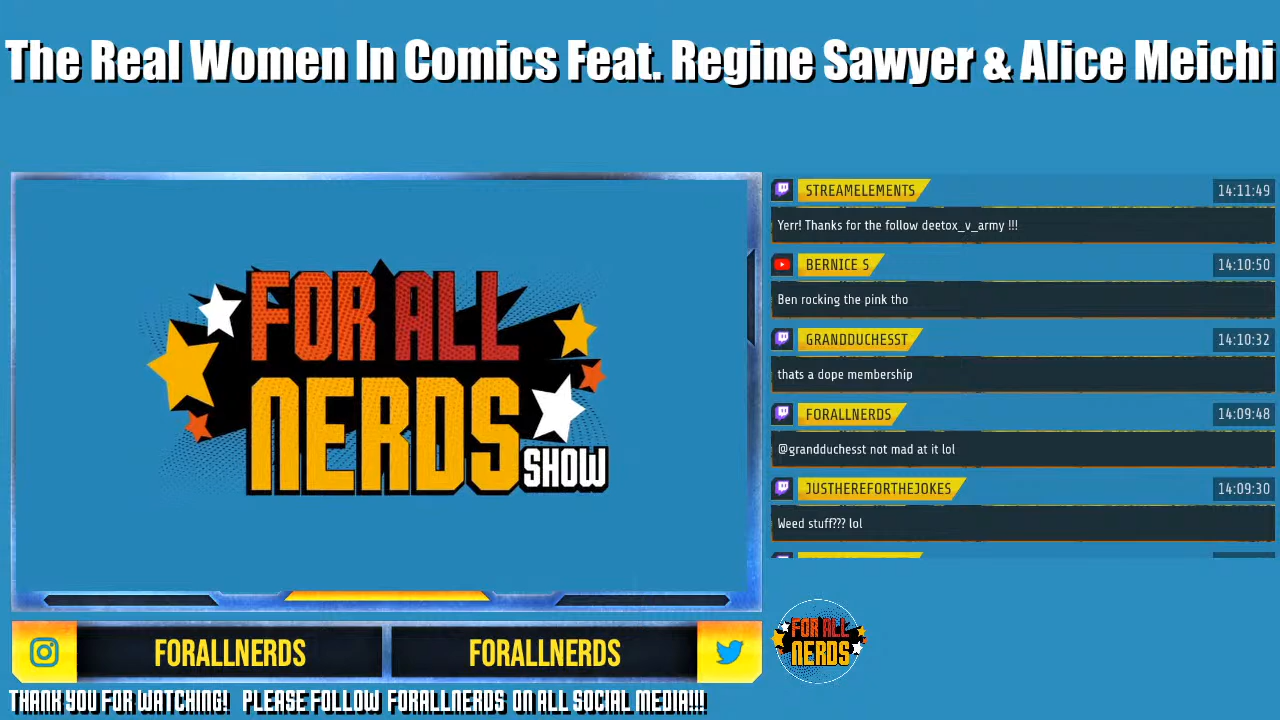 The Real Women In Comics Feat. Regine Sawyer & Alice Meichi
FOR ALL
NERDS
SHOW
STREAMELEMENTS 14:11:49
Yerr! Thanks for the follow deetox_v_army !!!
BERNICE S 14:10:50
Ben rocking the pink tho
GRANDDUCHESST 14:10:32
thats a dope membership
FORALLNERDS 14:09:48
@grandduchesst not mad at it lol
JUSTHEREFORTHEJOKES 14:09:30
Weed stuff??? lol
FORALLNERDS FORALLNERDS
FOR ALL
NERDS
THANK YOU FOR WATCHING! PLEASE FOLLOW FORALLNERDS ON ALL SOCIAL MEDIA!!!